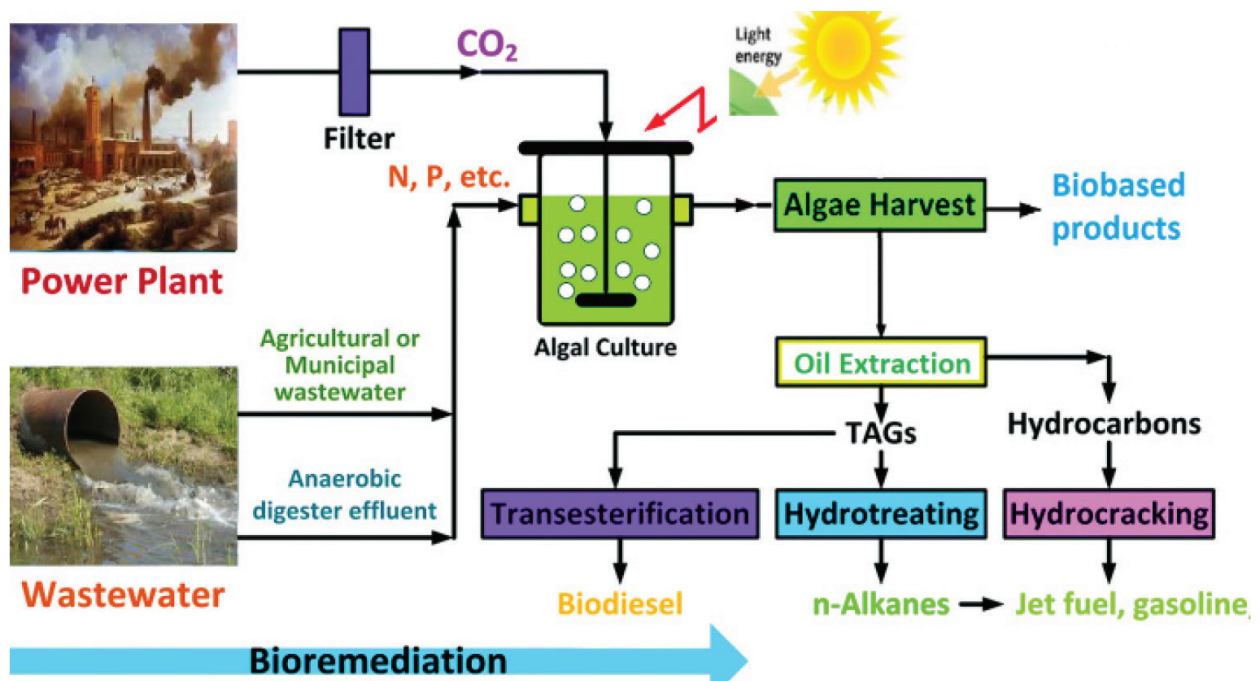 Light
energy
CO₂
Filter
N, P, etc.
Algae Harvest
Biobased
products
Power Plant
Algal Culture
Agricultural or
Municipal
wastewater
Oil Extraction
TAGs
Hydrocarbons
Anaerobic
digester effluent
Transesterification
Hydrotreating
Hydrocracking
Wastewater
Biodiesel
n-Alkanes
Jet fuel, gasoline,
Bioremediation